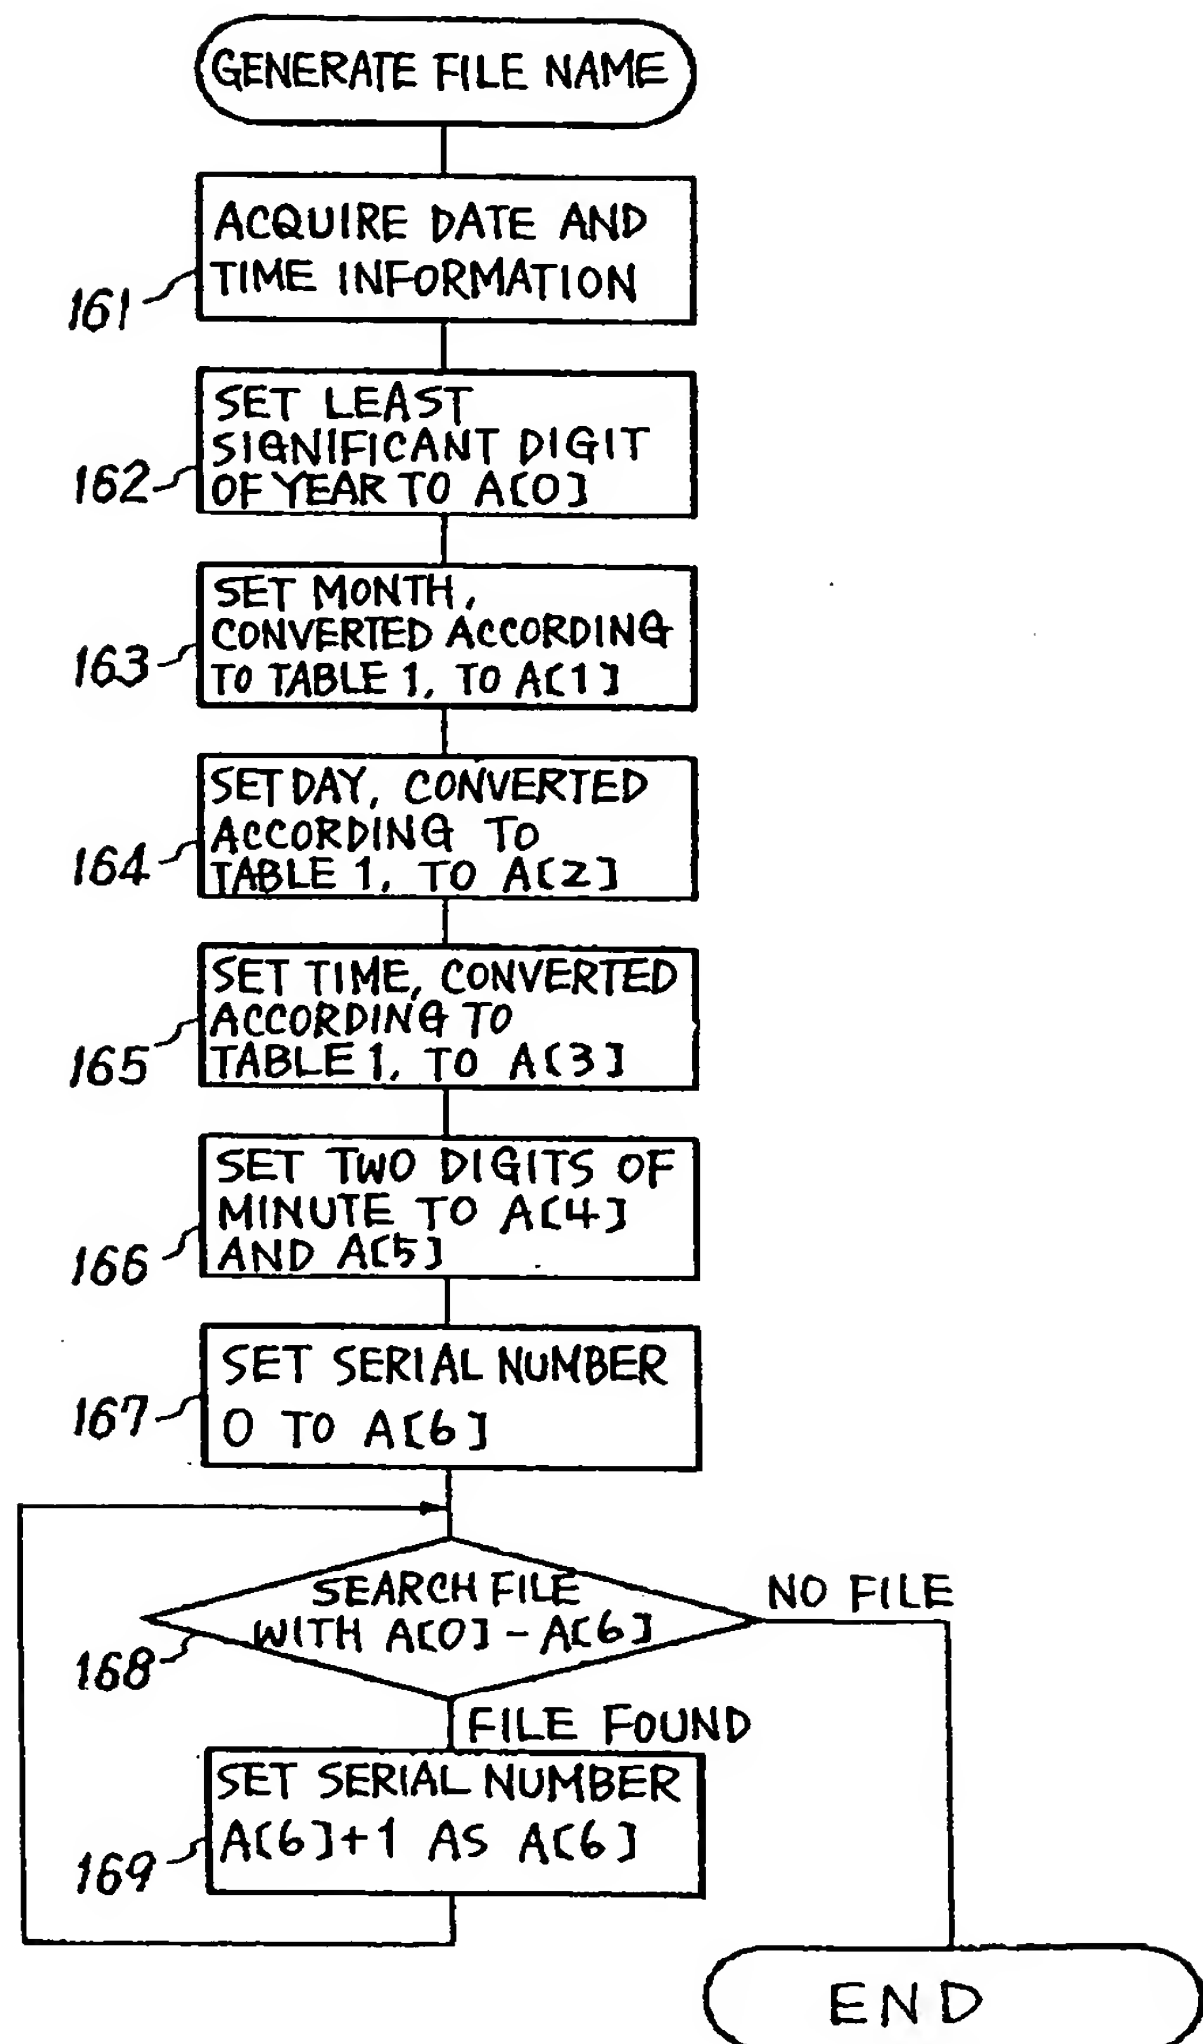 GENERATE FILE NAME
ACQUIRE DATE AND
TIME INFORMATION
161
SET LEAST
SIGNIFICANT DIGIT
OF YEAR TO A[0]
162
SET MONTH,
CONVERTED ACCORDING
TO TABLE 1, TO A[1]
163
SET DAY, CONVERTED
ACCORDING TO
TABLE 1, TO A[2]
164
SET TIME, CONVERTED
ACCORDING TO
TABLE 1, TO A[3]
165
SET TWO DIGITS OF
MINUTE TO A[4]
AND A[5]
166
SET SERIAL NUMBER
0 TO A[6]
167
SEARCH FILE
WITH A[0] - A[6]
168
NO FILE
FILE FOUND
SET SERIAL NUMBER
A[6]+1 AS A[6]
169
END